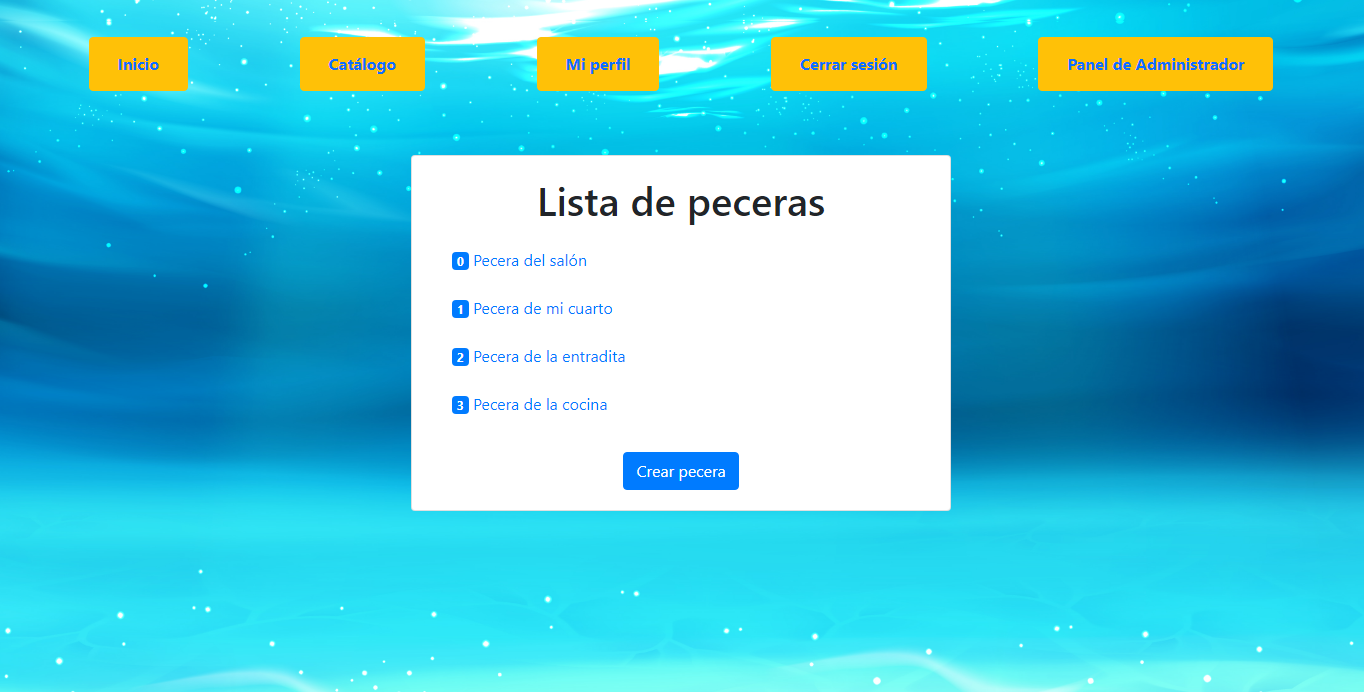 Inicio Catálogo Mi perfil Cerrar sesión Panel de Administrador
Lista de peceras
0 Pecera del salón
1 Pecera de mi cuarto
2 Pecera de la entradita
3 Pecera de la cocina
Crear pecera